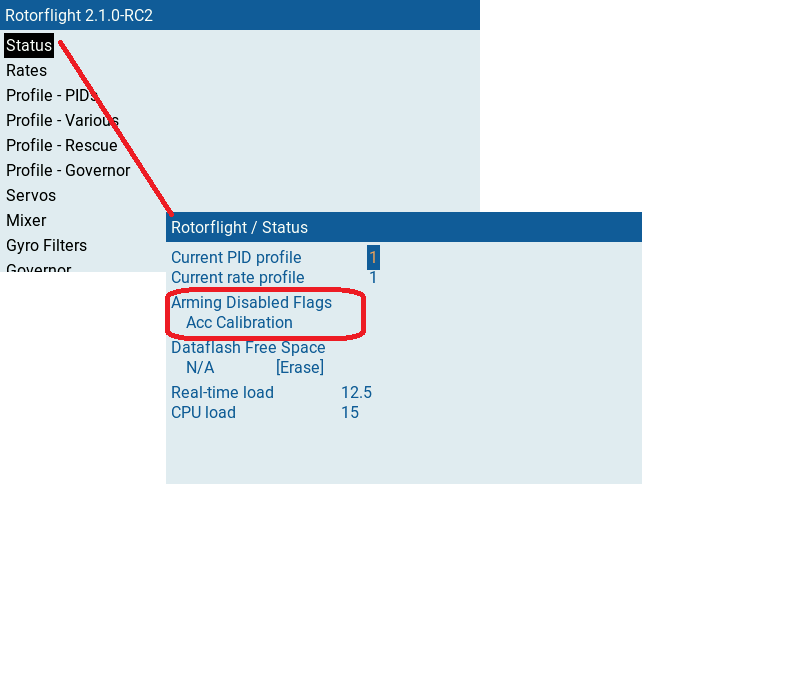 Rotorflight 2.1.0-RC2
Status
Rates
Profile - PIDs
Profile - Various
Profile - Rescue
Profile - Governor
Servos
Mixer
Gyro Filters
Governor
Rotorflight / Status
Current PID profile 1
Current rate profile 1
Arming Disabled Flags
Acc Calibration
Dataflash Free Space
N/A [Erase]
Real-time load 12.5
CPU load 15